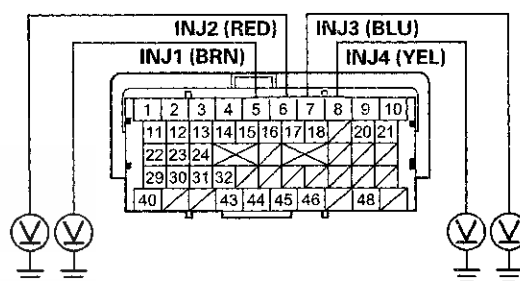 INJ2 (RED) INJ3 (BLU)
INJ1 (BRN) INJ4 (YEL)
1 2 3 4 5 6 7 8 9 10
11 12 13 14 15 16 17 18 20 21
22 23 24
29 30 31 32
40 43 44 45 46 48
V V V V